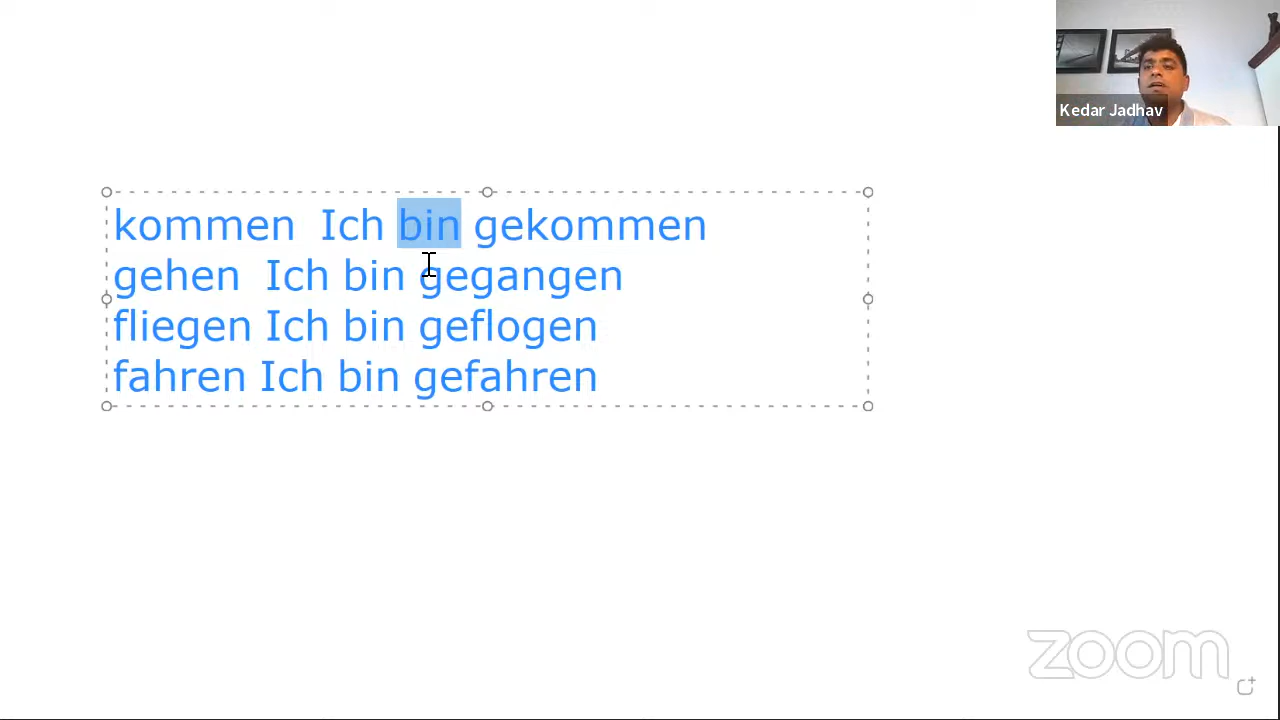 Kedar Jadhav
kommen Ich bin gekommen
gehen Ich bin gegangen
fliegen Ich bin geflogen
fahren Ich bin gefahren
zoom